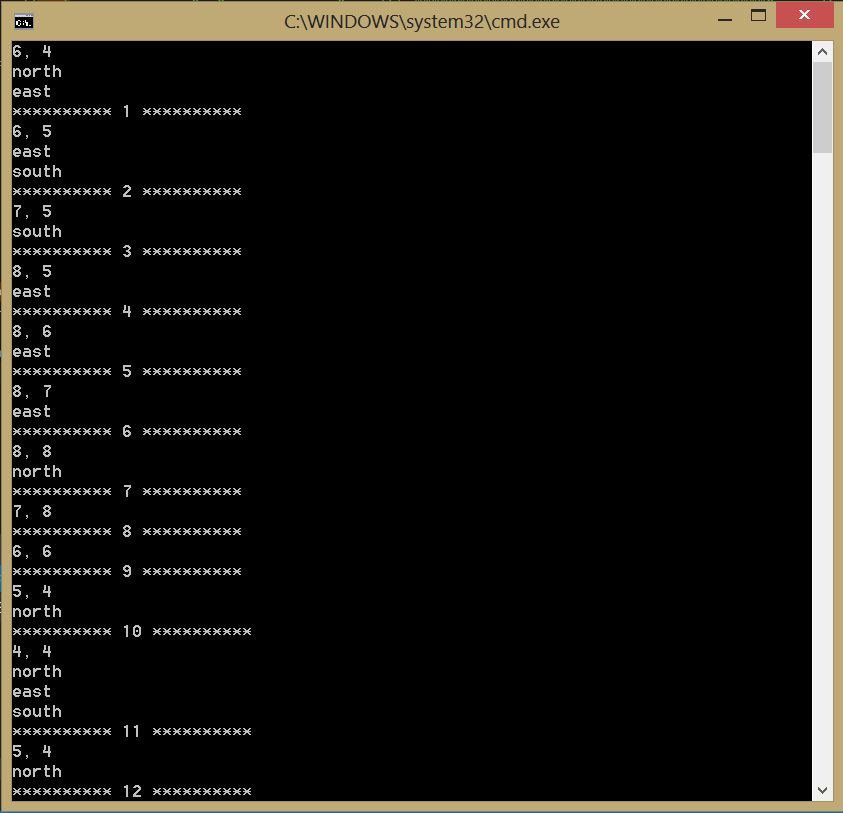 C:\WINDOWS\system32\cmd.exe
6, 4
north
east
********** 1 **********
6, 5
east
south
********** 2 **********
7, 5
south
********** 3 **********
8, 5
east
********** 4 **********
8, 6
east
********** 5 **********
8, 7
east
********** 6 **********
8, 8
north
********** 7 **********
7, 8
********** 8 **********
6, 6
********** 9 **********
5, 4
north
********** 10 **********
4, 4
north
east
south
********** 11 **********
5, 4
north
********** 12 **********